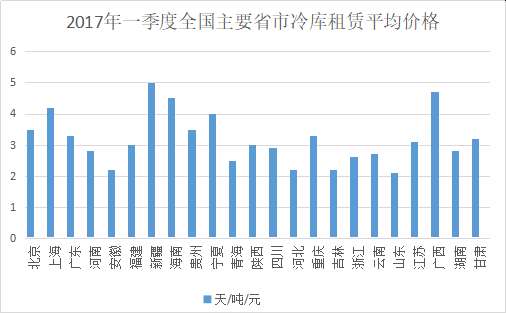 2017年一季度全国主要省市冷库租赁平均价格
6
5
4
3
2
1
0
北京
上海
广东
河南
安徽
福建
新疆
海南
贵州
宁夏
青海
陕西
四川
河北
重庆
吉林
浙江
云南
山东
江苏
广西
湖南
甘肃
天/吨/元